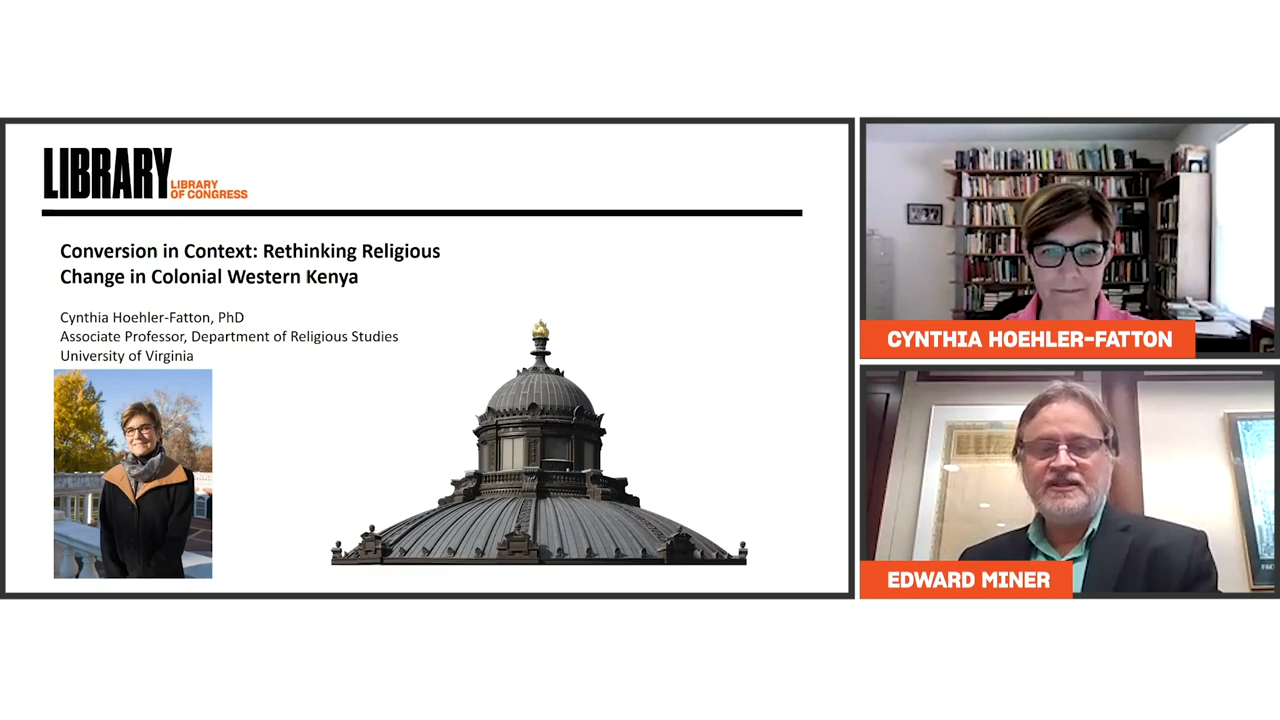 LIBRARY
LIBRARY
OF CONGRESS
Conversion in Context: Rethinking Religious
Change in Colonial Western Kenya
Cynthia Hoehler-Fatton, PhD
Associate Professor, Department of Religious Studies
University of Virginia
CYNTHIA HOEHLER-FATTON
EDWARD MINER